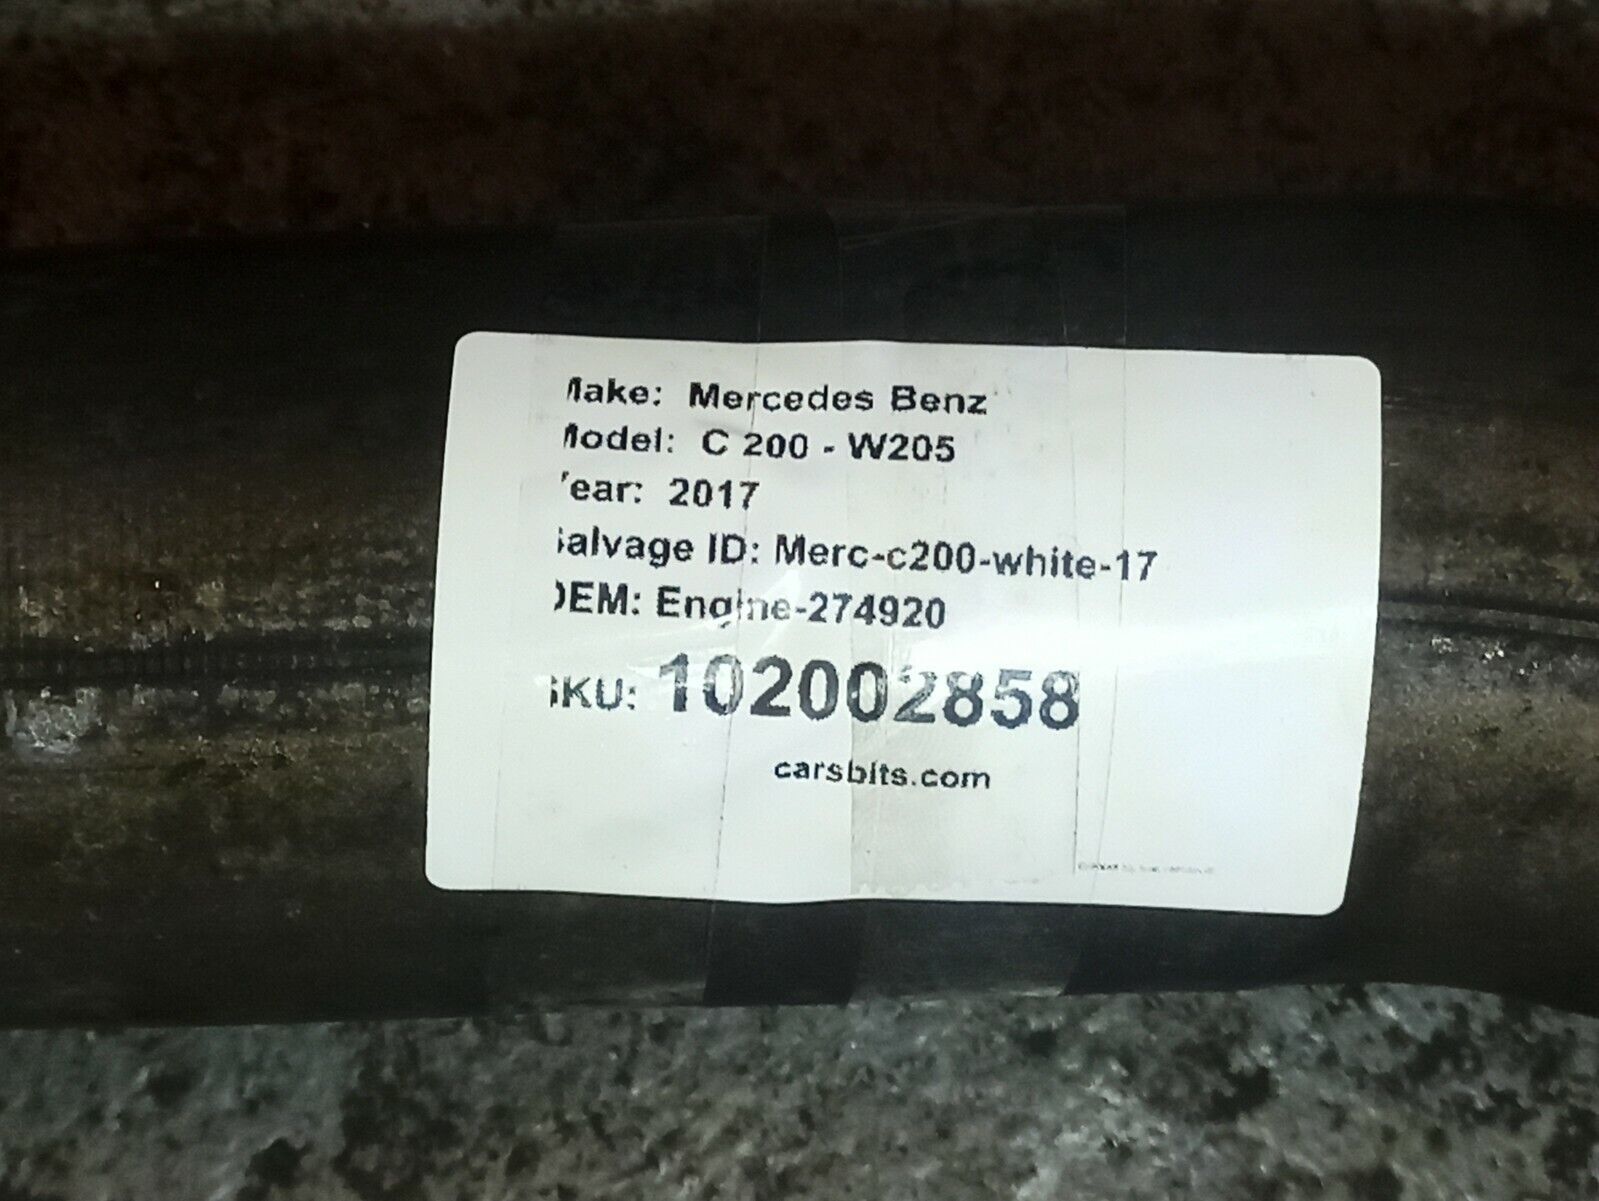 Make: Mercedes Benz
Model: C 200 - W205
Year: 2017
Salvage ID: Merc-c200-white-17
OEM: Engine-274920
SKU: 102002858
carsbits.com